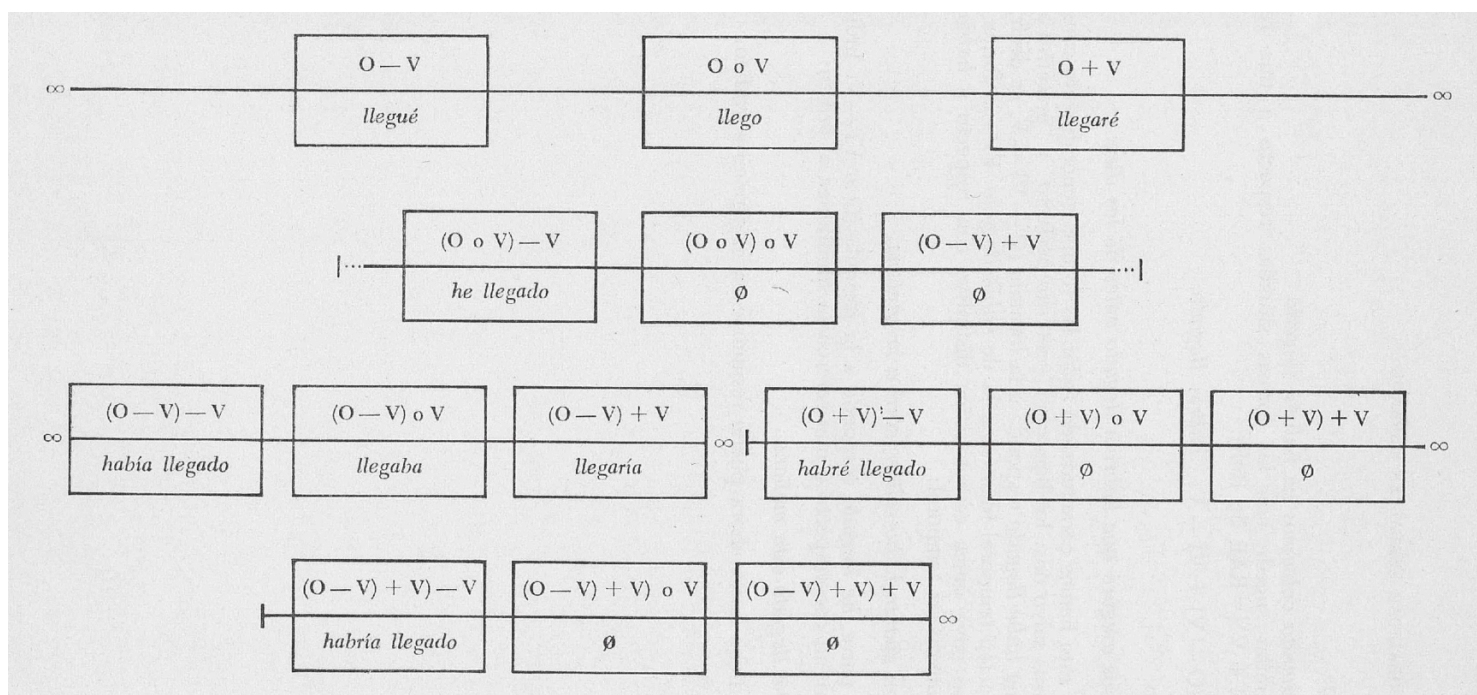 O — V O o V O + V
∞ ∞
llegué llego llegaré
(O o V) — V (O o V) o V (O — V) + V
he llegado ø ø
(O — V) — V (O — V) o V (O — V) + V (O + V) — V (O + V) o V (O + V) + V
∞ ∞ ∞
había llegado llegaba llegaría habré llegado ø ø
(O — V) + V) — V (O — V) + V) o V (O — V) + V) + V
∞
habría llegado ø ø